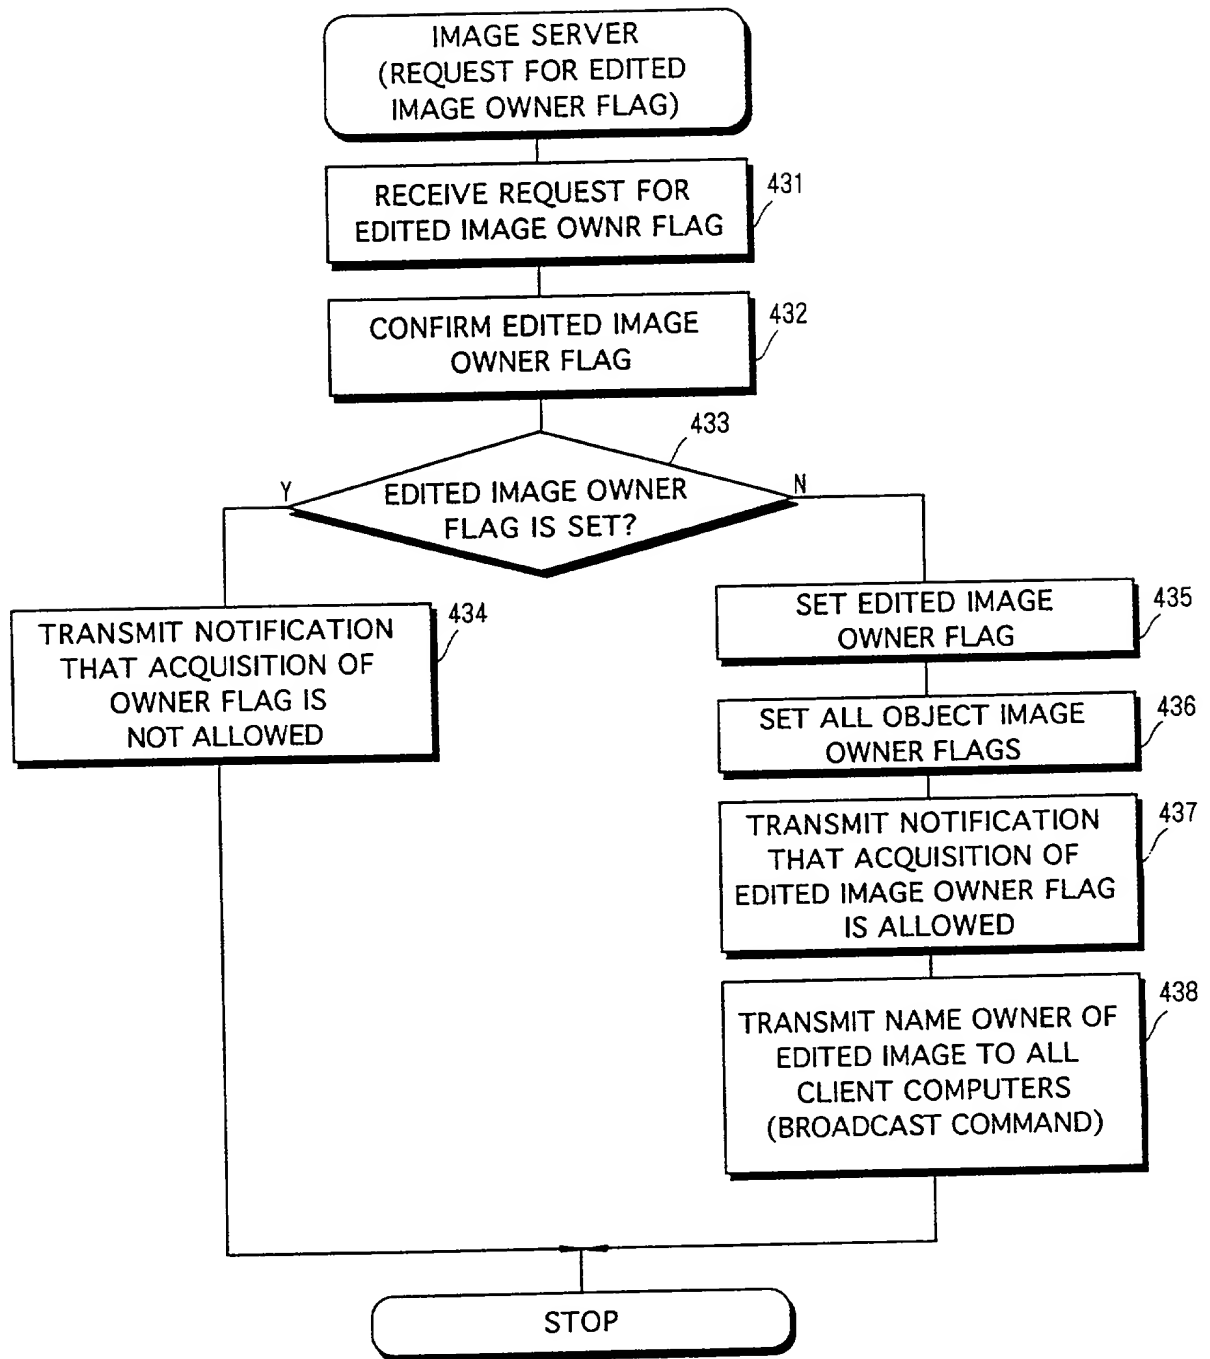 IMAGE SERVER
(REQUEST FOR EDITED
IMAGE OWNER FLAG)
RECEIVE REQUEST FOR
EDITED IMAGE OWNR FLAG
431
CONFIRM EDITED IMAGE
OWNER FLAG
432
433
EDITED IMAGE OWNER
FLAG IS SET?
Y
N
TRANSMIT NOTIFICATION
THAT ACQUISITION OF
OWNER FLAG IS
NOT ALLOWED
434
SET EDITED IMAGE
OWNER FLAG
435
SET ALL OBJECT IMAGE
OWNER FLAGS
436
TRANSMIT NOTIFICATION
THAT ACQUISITION OF
EDITED IMAGE OWNER FLAG
IS ALLOWED
437
TRANSMIT NAME OWNER OF
EDITED IMAGE TO ALL
CLIENT COMPUTERS
(BROADCAST COMMAND)
438
STOP